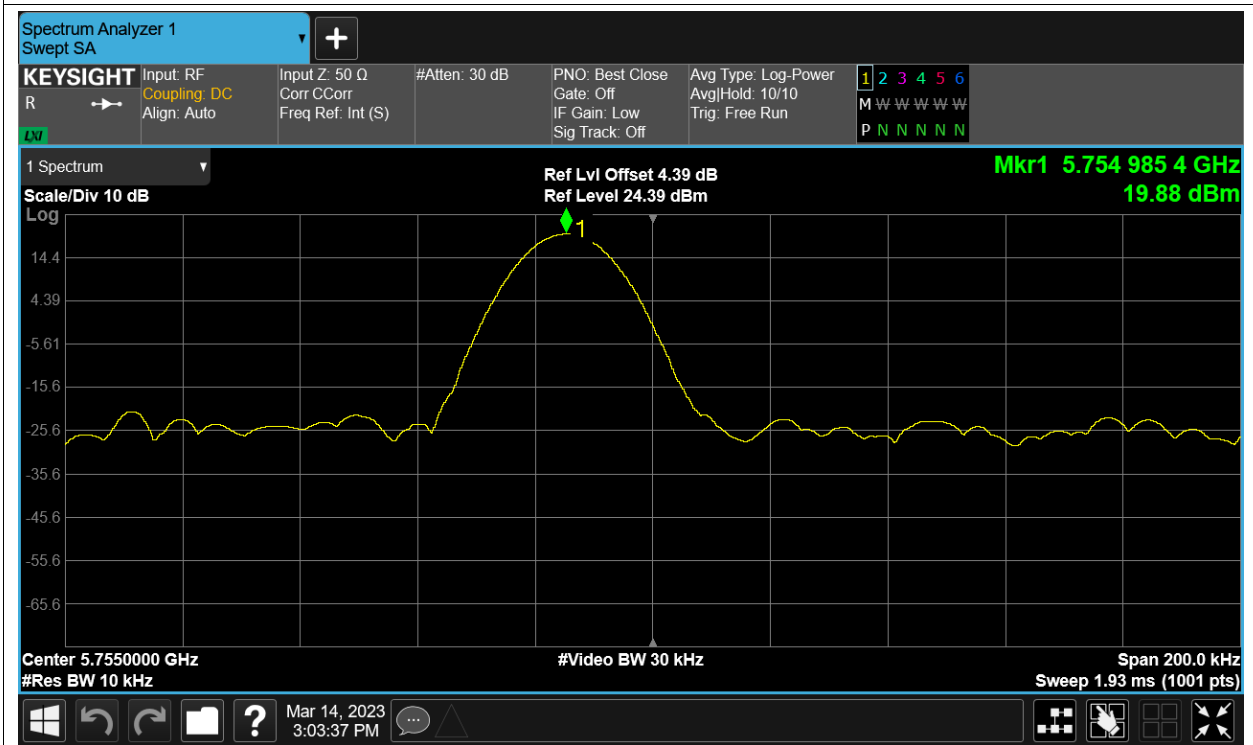 Spectrum Analyzer 1
Swept SA
+
KEYSIGHT
R
LXI
Input: RF
Coupling: DC
Align: Auto
Input Z: 50 Ω
Corr CCorr
Freq Ref: Int (S)
#Atten: 30 dB
PNO: Best Close
Gate: Off
IF Gain: Low
Sig Track: Off
Avg Type: Log-Power
Avg|Hold: 10/10
Trig: Free Run
1 2 3 4 5 6
M W W W W W
P N N N N N
1 Spectrum
Scale/Div 10 dB
Log
Ref Lvl Offset 4.39 dB
Ref Level 24.39 dBm
Mkr1 5.754 985 4 GHz
19.88 dBm
1
14.4
4.39
-5.61
-15.6
-25.6
-35.6
-45.6
-55.6
-65.6
Center 5.7550000 GHz
#Res BW 10 kHz
#Video BW 30 kHz
Span 200.0 kHz
Sweep 1.93 ms (1001 pts)
?
Mar 14, 2023
3:03:37 PM